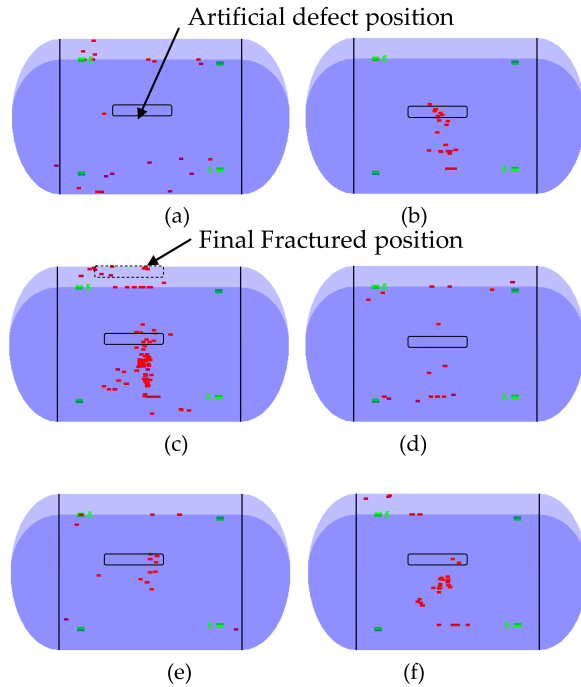 Artificial defect position
(a)
(b)
Final Fractured position
(c)
(d)
(e)
(f)